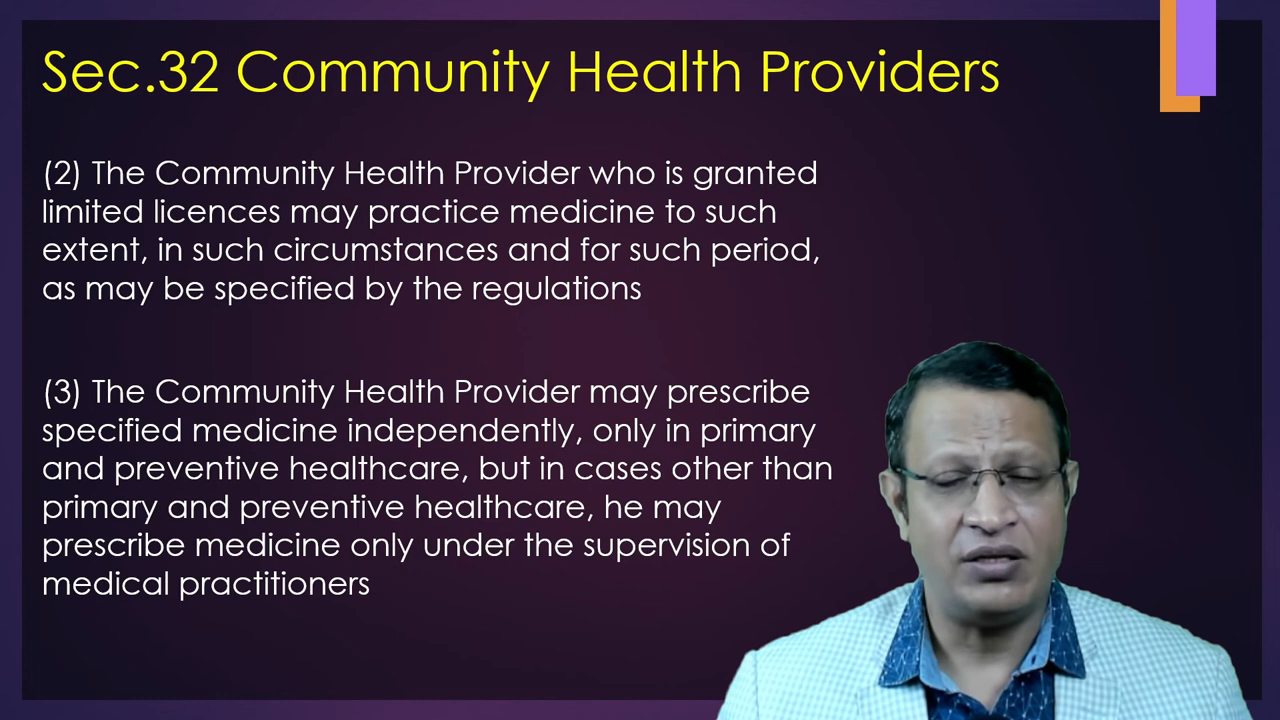 Sec.32 Community Health Providers
(2) The Community Health Provider who is granted
limited licences may practice medicine to such
extent, in such circumstances and for such period,
as may be specified by the regulations
(3) The Community Health Provider may prescribe
specified medicine independently, only in primary
and preventive healthcare, but in cases other than
primary and preventive healthcare, he may
prescribe medicine only under the supervision of
medical practitioners